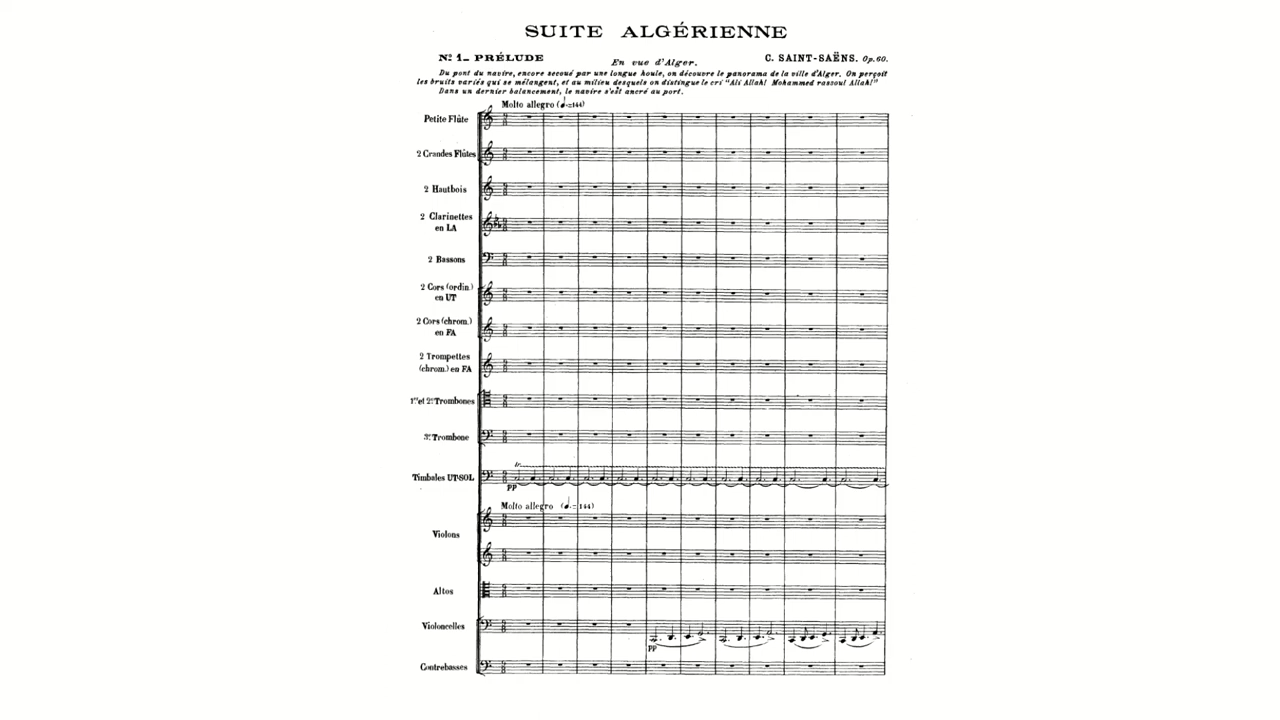 SUITE ALGÉRIENNE
Nº 1_ PRÉLUDE
En vue d'Alger.
C. SAINT-SAËNS. Op. 60.
Du pont du navire, encore secoué par une longue houle, on découvre le panorama de la ville d'Alger. On perçoit
les bruits variés qui se mélangent, et au milieu desquels on distingue le cri "Ali Allah! Mohammed rassoul Allah!"
Dans un dernier balancement, le navire s'est ancré au port.
Molto allegro (♩.=144)
Petite Flûte
2 Grandes Flûtes
2 Hautbois
2 Clarinettes
en LA
2 Bassons
2 Cors (ordin.)
en UT
2 Cors (chrom.)
en FA
2 Trompettes
(chrom.) en FA
1er et 2e Trombones
3e Trombone
tr
Timbales UT-SOL
pp
Molto allegro (♩.=144)
Violons
Altos
Violoncelles
pp
Contrebasses